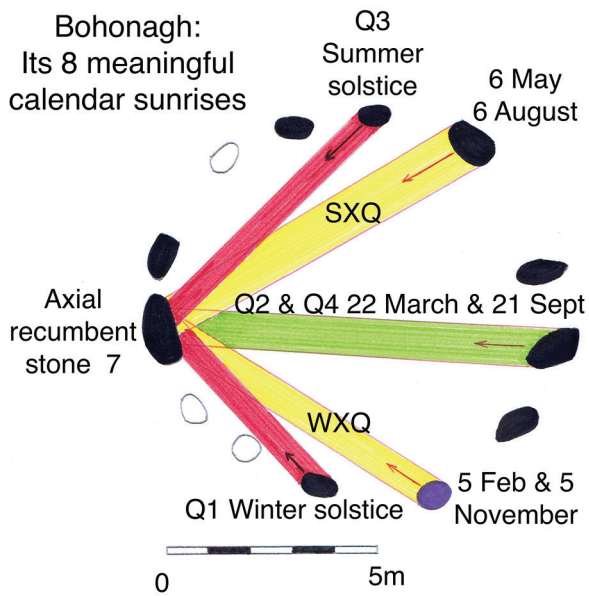 Bohonagh:
Its 8 meaningful
calendar sunrises
Q3
Summer
solstice
6 May
6 August
SXQ
Axial
recumbent
stone 7
Q2 & Q4 22 March & 21 Sept
WXQ
5 Feb & 5
November
Q1 Winter solstice
0
5m